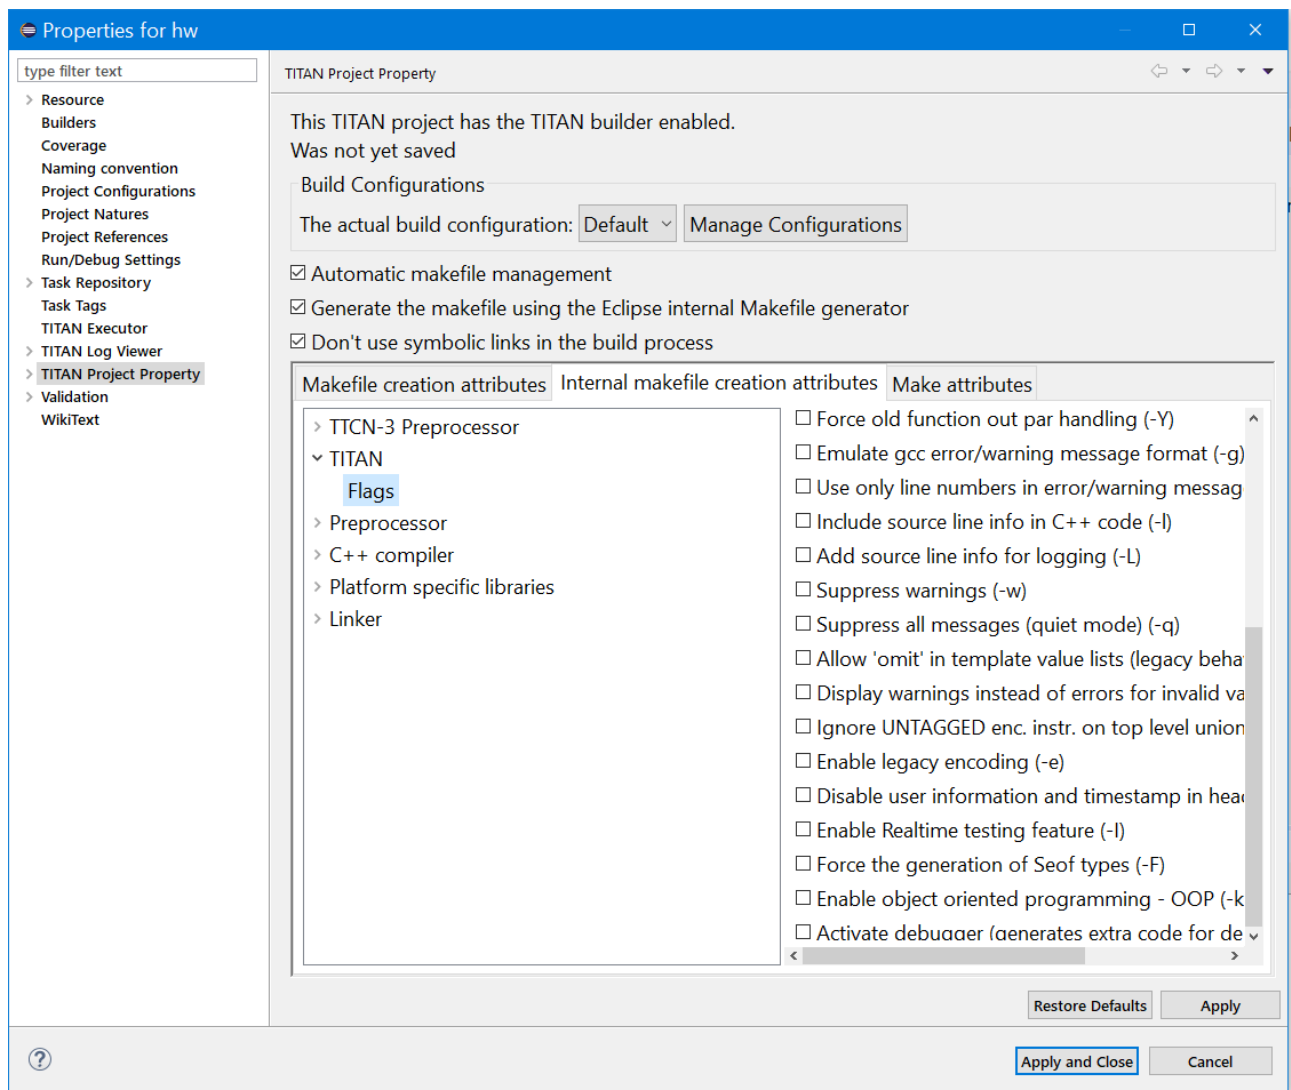 Properties for hw
type filter text
Resource
Builders
Coverage
Naming convention
Project Configurations
Project Natures
Project References
Run/Debug Settings
Task Repository
Task Tags
TITAN Executor
TITAN Log Viewer
TITAN Project Property
Validation
WikiText
TITAN Project Property
This TITAN project has the TITAN builder enabled.
Was not yet saved
Build Configurations
The actual build configuration: Default Manage Configurations
Automatic makefile management
Generate the makefile using the Eclipse internal Makefile generator
Don't use symbolic links in the build process
Makefile creation attributes Internal makefile creation attributes Make attributes
TTCN-3 Preprocessor
TITAN
Flags
Preprocessor
C++ compiler
Platform specific libraries
Linker
Force old function out par handling (-Y)
Emulate gcc error/warning message format (-g)
Use only line numbers in error/warning messag
Include source line info in C++ code (-l)
Add source line info for logging (-L)
Suppress warnings (-w)
Suppress all messages (quiet mode) (-q)
Allow 'omit' in template value lists (legacy beha
Display warnings instead of errors for invalid va
Ignore UNTAGGED enc. instr. on top level union
Enable legacy encoding (-e)
Disable user information and timestamp in head
Enable Realtime testing feature (-I)
Force the generation of Seof types (-F)
Enable object oriented programming - OOP (-k
Activate debugger (generates extra code for de
Restore Defaults Apply
Apply and Close Cancel